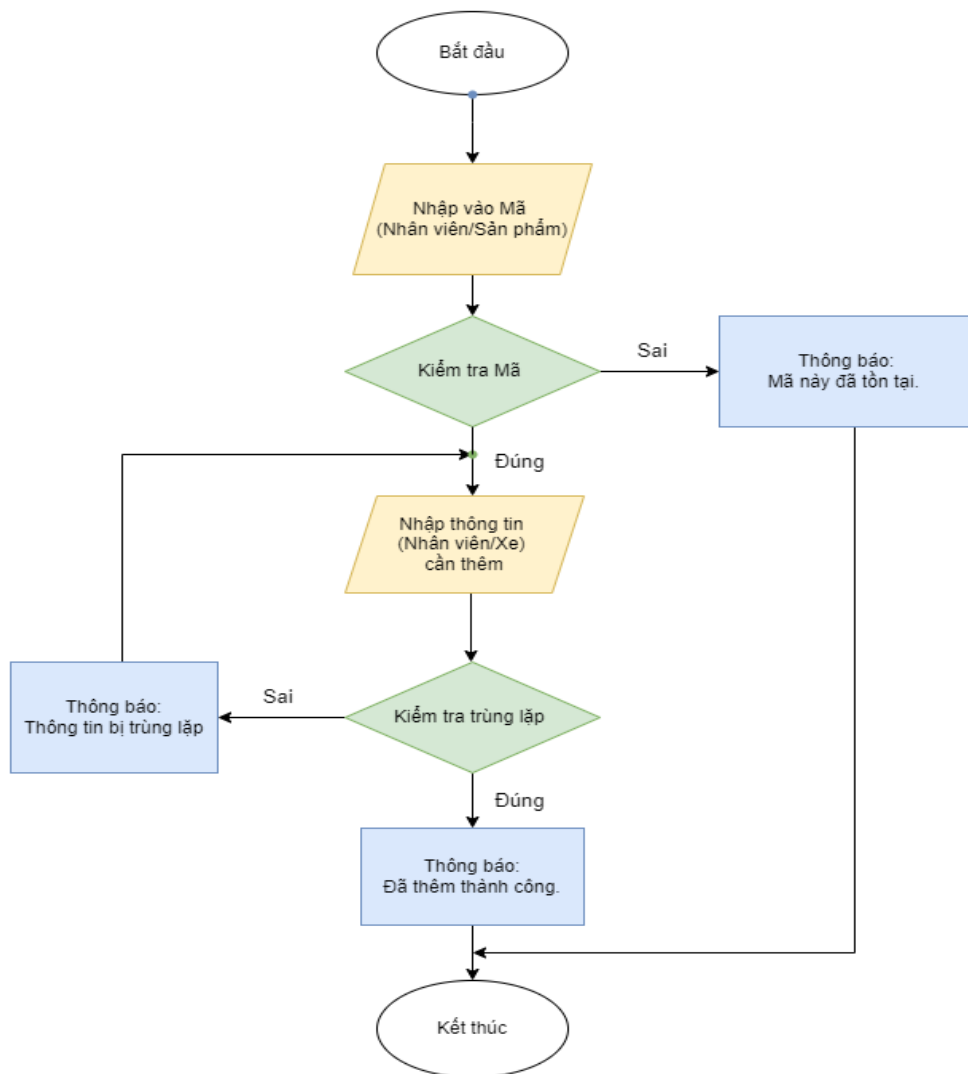 Bắt đầu
Nhập vào Mã
(Nhân viên/Sản phẩm)
Kiểm tra Mã
Sai
Thông báo:
Mã này đã tồn tại.
Đúng
Nhập thông tin
(Nhân viên/Xe)
cần thêm
Kiểm tra trùng lặp
Sai
Thông báo:
Thông tin bị trùng lặp
Đúng
Thông báo:
Đã thêm thành công.
Kết thúc